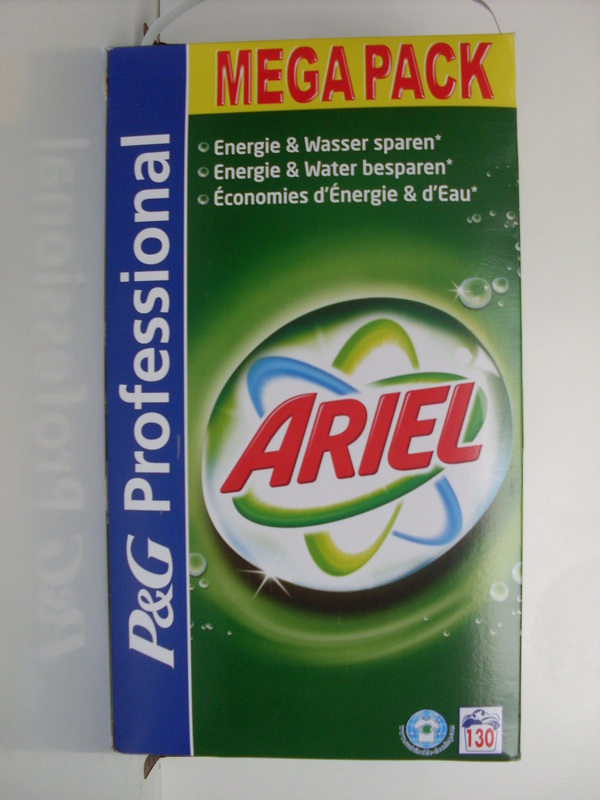 MEGA PACK
Energie & Wasser sparen*
Energie & Water besparen*
Économies d'Énergie & d'Eau*
P&G Professional
ARIEL
130